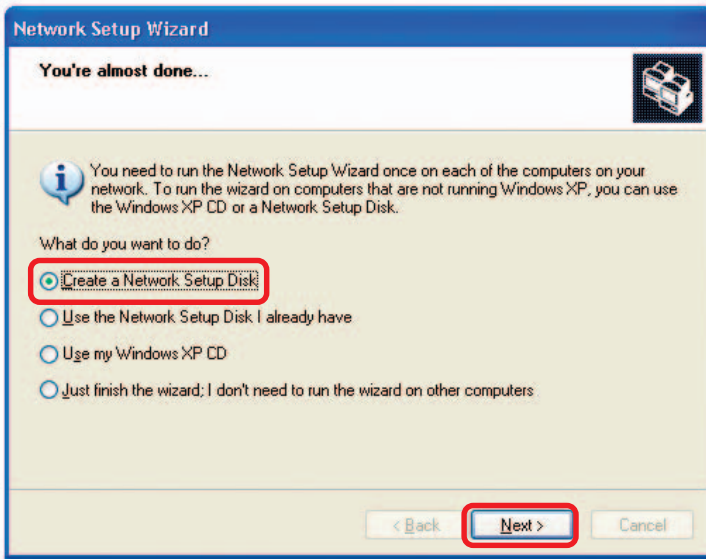 Network Setup Wizard
You're almost done...
You need to run the Network Setup Wizard once on each of the computers on your
network. To run the wizard on computers that are not running Windows XP, you can use
the Windows XP CD or a Network Setup Disk.
What do you want to do?
Create a Network Setup Disk
Use the Network Setup Disk I already have
Use my Windows XP CD
Just finish the wizard; I don't need to run the wizard on other computers
< Back
Next >
Cancel